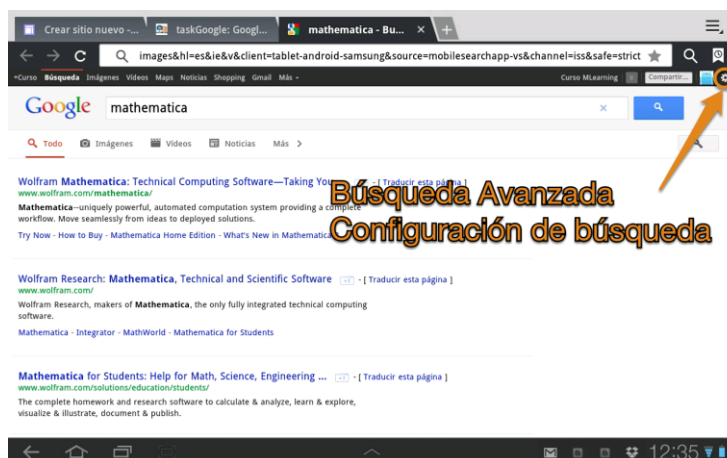 Crear sitio nuevo -...
taskGoogle: Googl...
mathematica - Bu...
images&hl=es&ie&v&client=tablet-android-samsung&source=mobilesearchapp-vs&channel=iss&safe=strict
+Curso Búsqueda Imágenes Vídeos Maps Noticias Shopping Gmail Más
Curso MLearning
Compartir...
Google
mathematica
Todo Imágenes Vídeos Noticias Más
Wolfram Mathematica: Technical Computing Software—Taking You - [ Traducir esta página ]
www.wolfram.com/mathematica/
Mathematica--uniquely powerful, automated computation system providing a complete
workflow. Move seamlessly from ideas to deployed solutions.
Try Now - How to Buy - Mathematica Home Edition - What's New in Mathematica
Búsqueda Avanzada
Configuración de búsqueda
Wolfram Research: Mathematica, Technical and Scientific Software - [ Traducir esta página ]
www.wolfram.com/
Wolfram Research, makers of Mathematica, the only fully integrated technical computing
software.
Mathematica - Integrator - MathWorld - Mathematica for Students
Mathematica for Students: Help for Math, Science, Engineering ... - [ Traducir esta página ]
www.wolfram.com/solutions/education/students/
The complete homework and research software to calculate & analyze, learn & explore,
visualize & illustrate, document & publish.
12:35